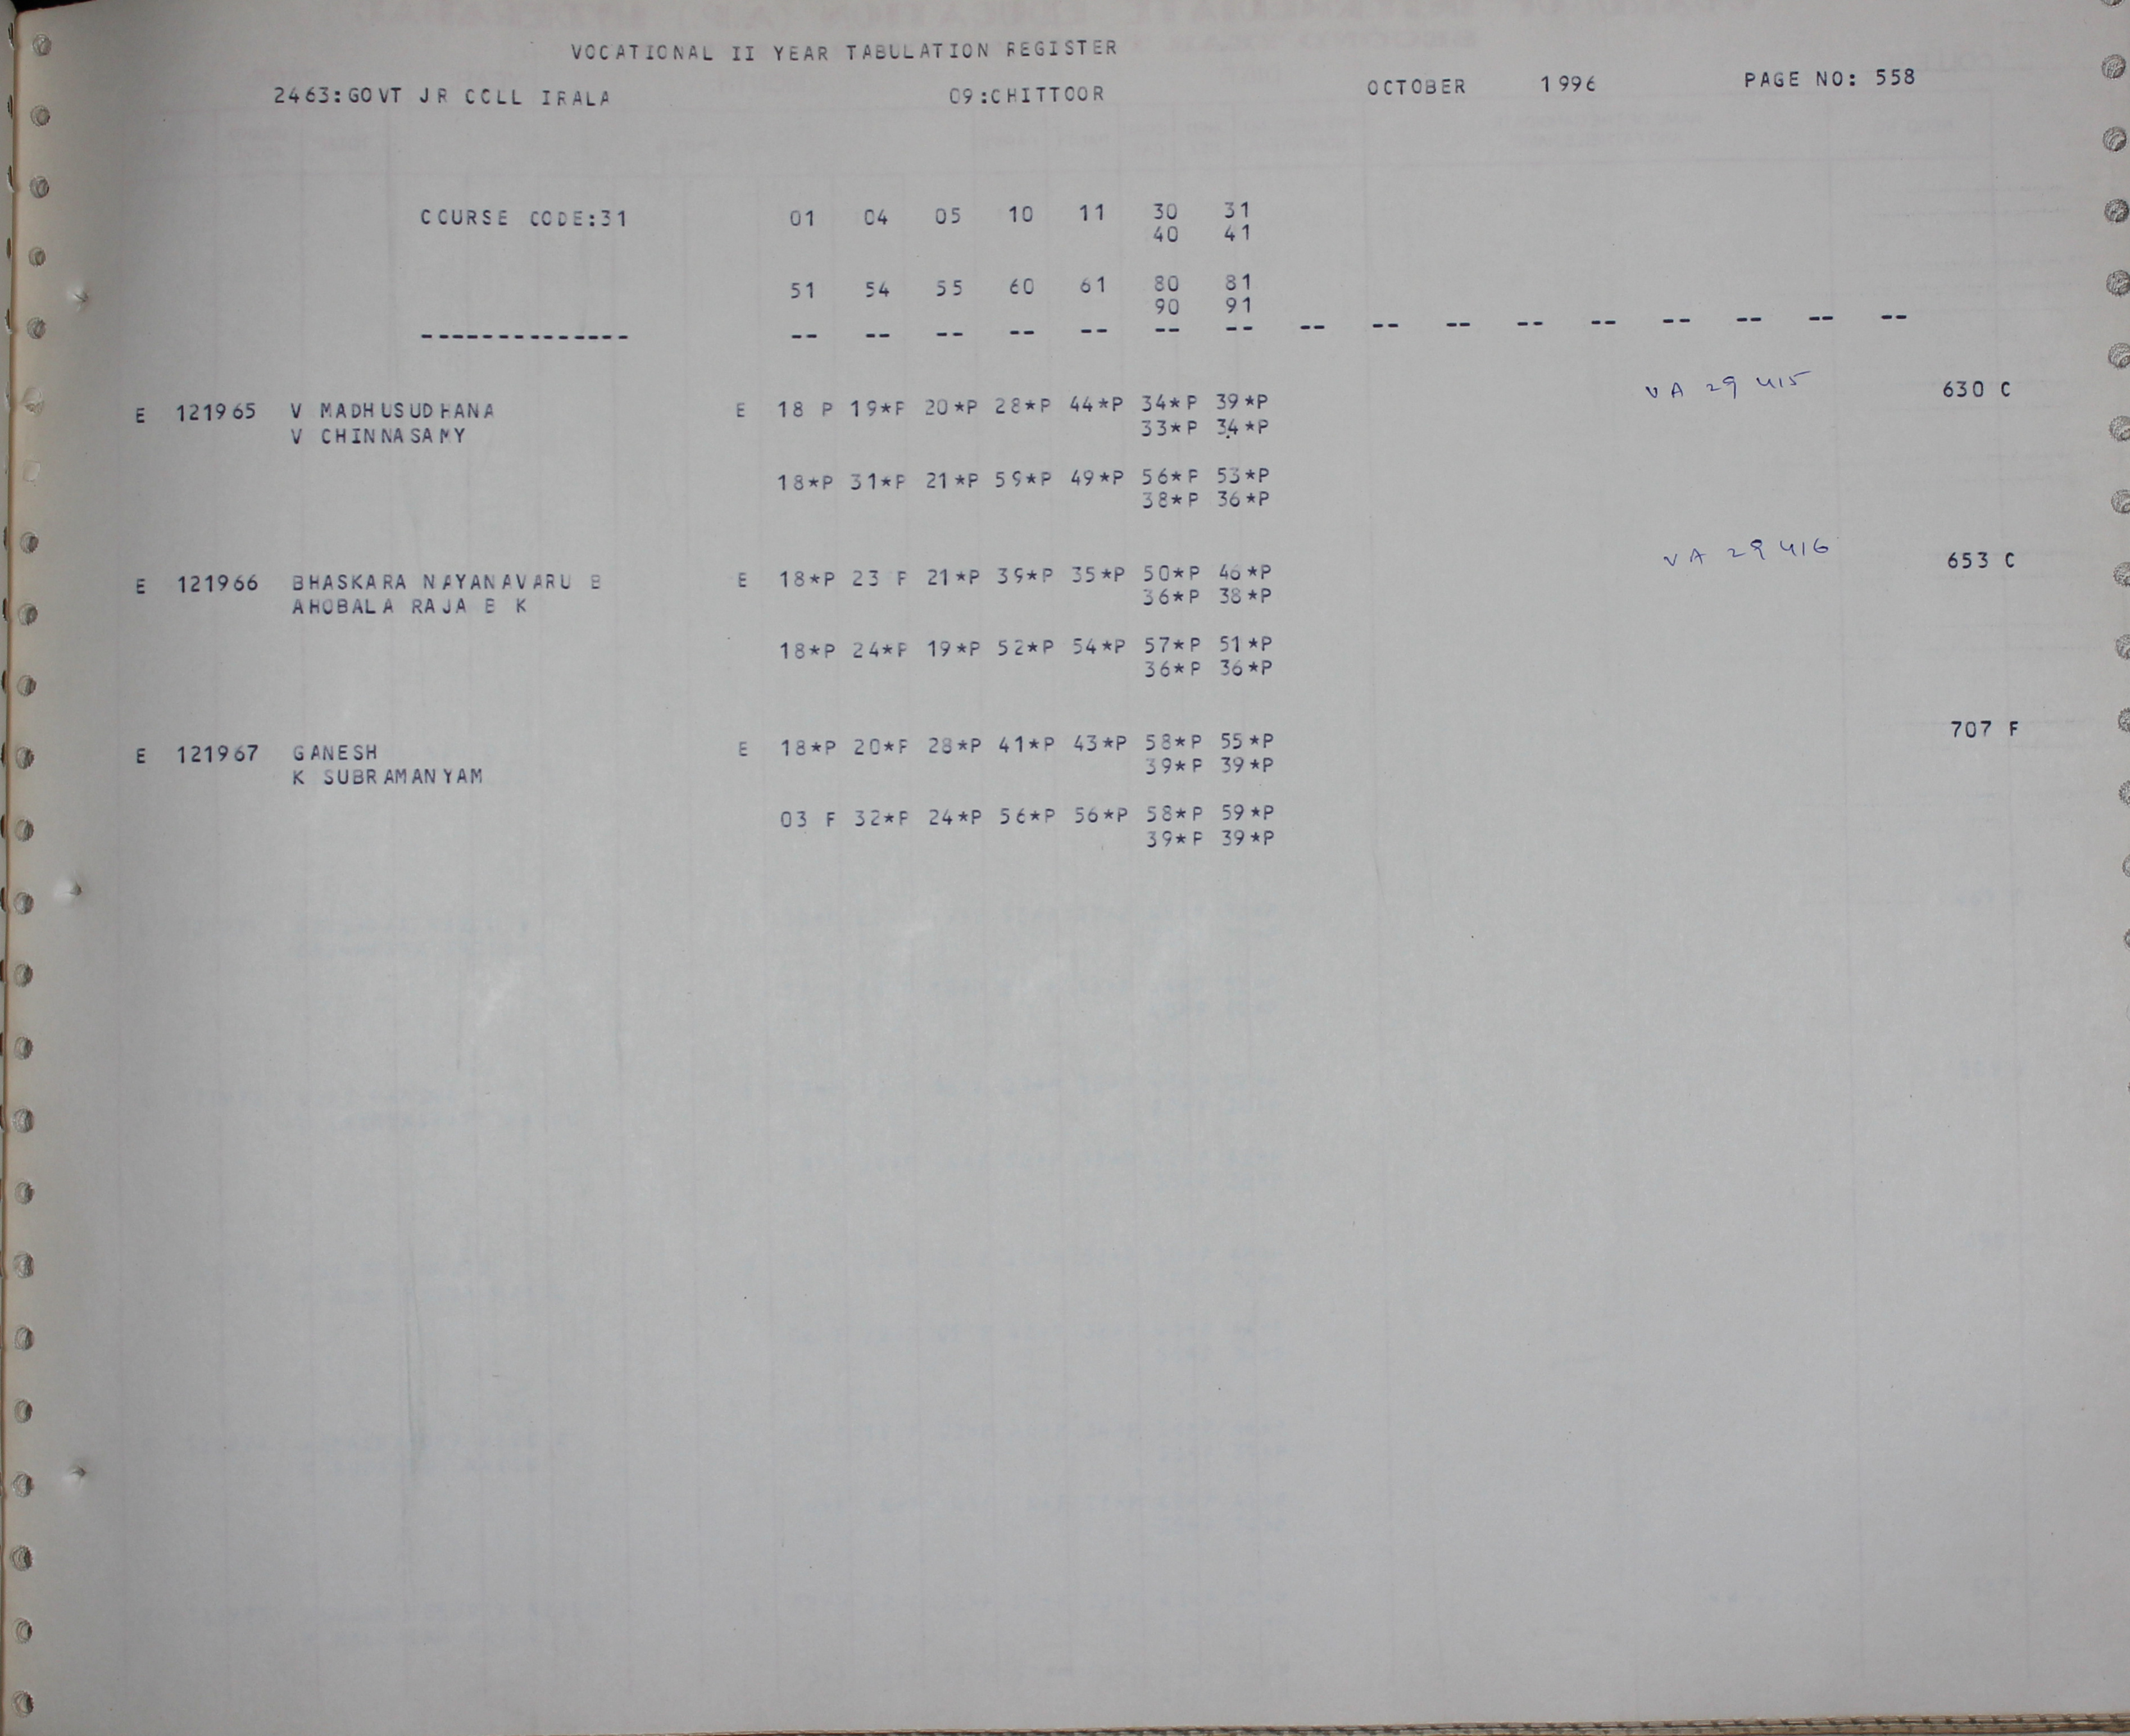 VOCATIONAL II YEAR TABULATION REGISTER
2463:GOVT JR COLL IRALA 09:CHITTOOR OCTOBER 1996 PAGE NO: 558
COURSE CODE:31 01 04 05 10 11 30 31
40 41
51 54 55 60 61 80 81
90 91
-------------- -- -- -- -- -- -- -- -- -- -- -- -- -- -- -- --
E 121965 V MADHUSUDHANA E 18 P 19*P 20*P 28*P 44*P 34*P 39*P VA 29415 630 C
V CHINNASAMY 33*P 34*P
18*P 31*P 21*P 59*P 49*P 56*P 53*P
38*P 36*P
E 121966 BHASKARA NAYANAVARU B E 18*P 23 P 21*P 39*P 35*P 50*P 46*P VA 29416 653 C
AHOBALA RAJA B K 36*P 38*P
18*P 24*P 19*P 52*P 54*P 57*P 51*P
36*P 36*P
E 121967 GANESH E 18*P 20*P 28*P 41*P 43*P 58*P 55*P 707 F
K SUBRAMANYAM 39*P 39*P
03 F 32*P 24*P 56*P 56*P 58*P 59*P
39*P 39*P